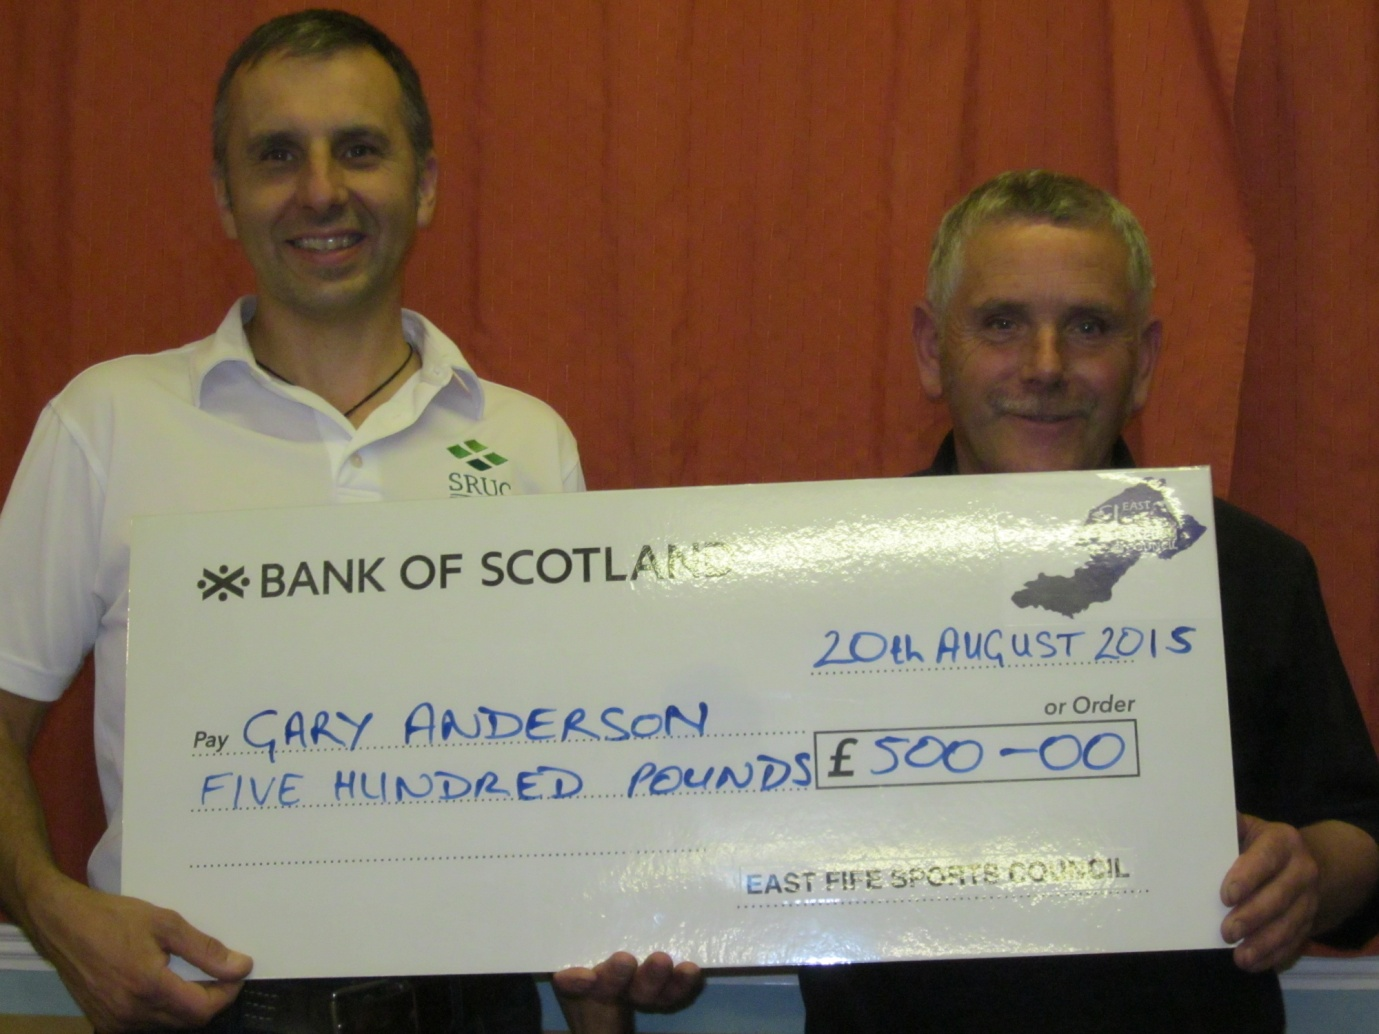 SRUC
BANK OF SCOTLAND
EAST
20th AUGUST 2015
Pay GARY ANDERSON or Order
FIVE HUNDRED POUNDS £ 500-00
EAST FIFE SPORTS COUNCIL